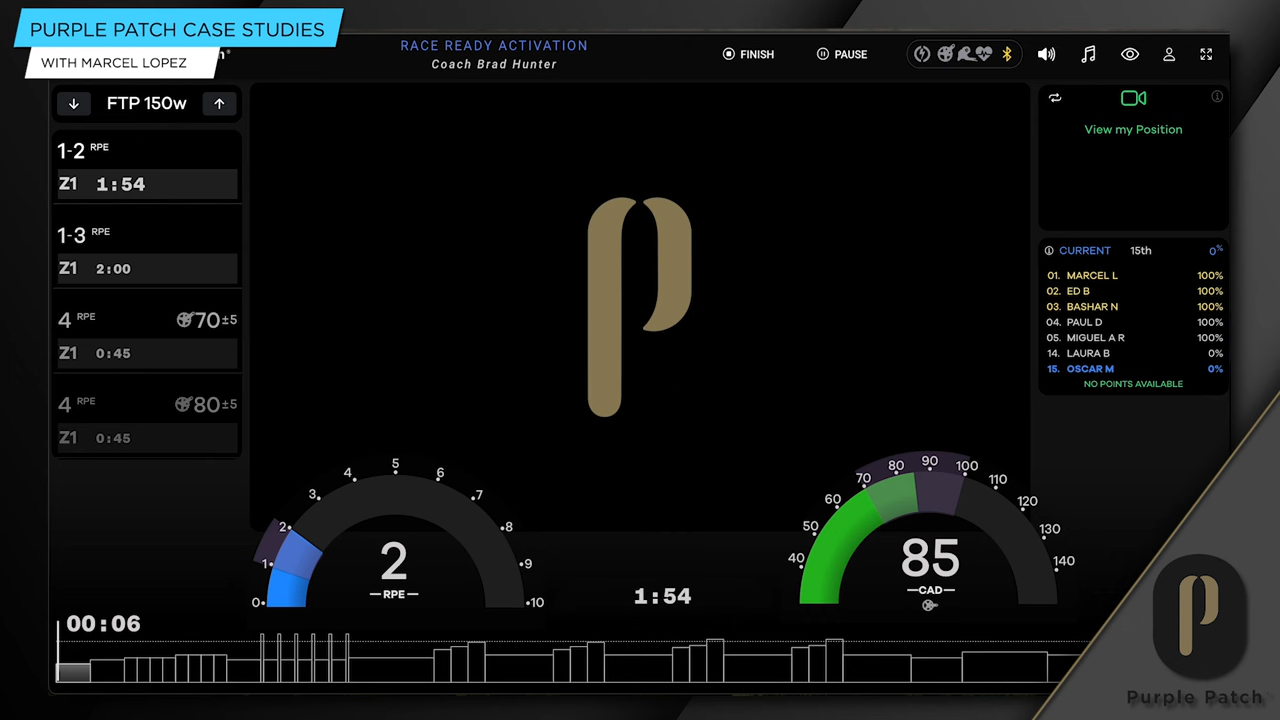 PURPLE PATCH CASE STUDIES
WITH MARCEL LOPEZ
RACE READY ACTIVATION
Coach Brad Hunter
FINISH
PAUSE
FTP 150w
1-2 RPE
Z1 1:54
1-3 RPE
Z1 2:00
4 RPE 70±5
Z1 0:45
4 RPE 80±5
Z1 0:45
View my Position
CURRENT 15th 0%
01. MARCEL L 100%
02. ED B 100%
03. BASHAR N 100%
04. PAUL D 100%
05. MIGUEL A R 100%
14. LAURA B 0%
15. OSCAR M 0%
NO POINTS AVAILABLE
0 1 2 3 4 5 6 7 8 9 10
2
RPE
1:54
40 50 60 70 80 90 100 110 120 130 140
85
CAD
00:06
Purple Patch